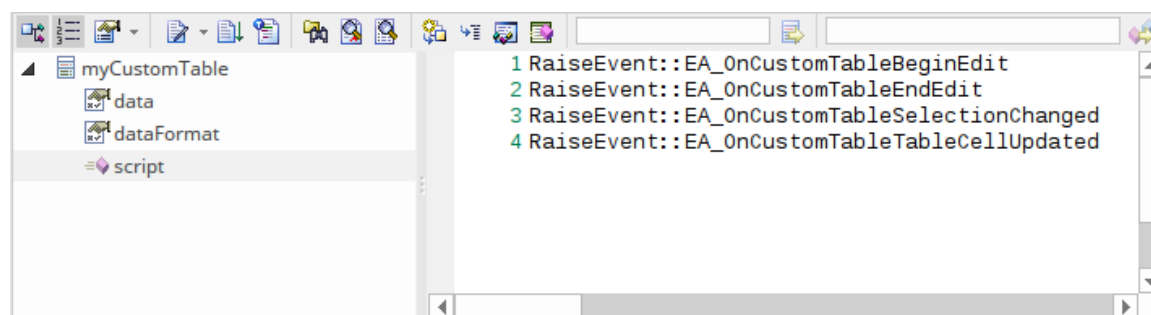 myCustomTable
data
dataFormat
script
1 RaiseEvent::EA_OnCustomTableBeginEdit
2 RaiseEvent::EA_OnCustomTableEndEdit
3 RaiseEvent::EA_OnCustomTableSelectionChanged
4 RaiseEvent::EA_OnCustomTableTableCellUpdated